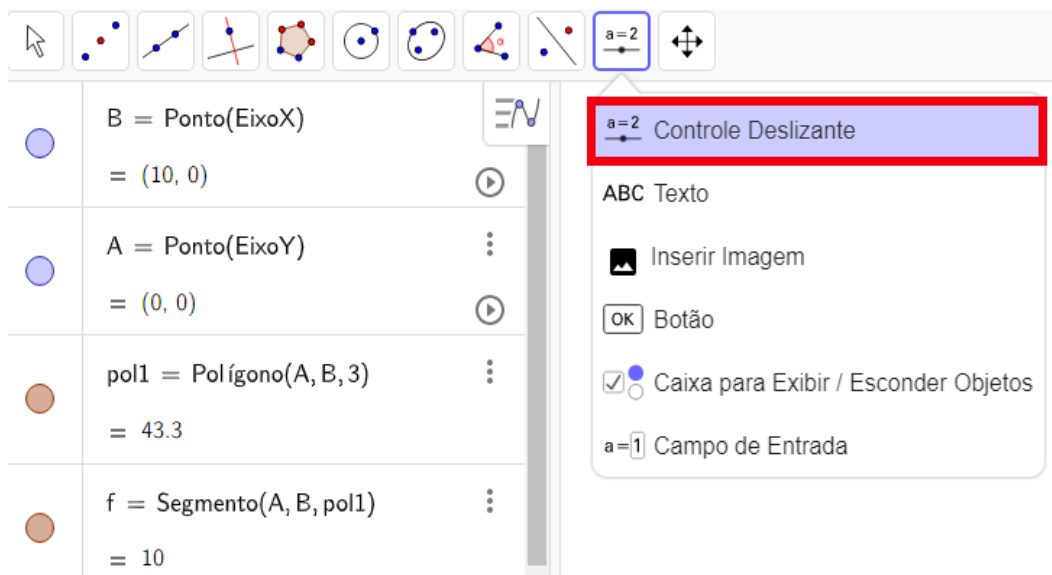 a=2
B = Ponto(EixoX)
= (10, 0)
A = Ponto(EixoY)
= (0, 0)
pol1 = Polígono(A, B, 3)
= 43.3
f = Segmento(A, B, pol1)
= 10
a=2 Controle Deslizante
ABC Texto
Inserir Imagem
OK Botão
Caixa para Exibir / Esconder Objetos
a=1 Campo de Entrada